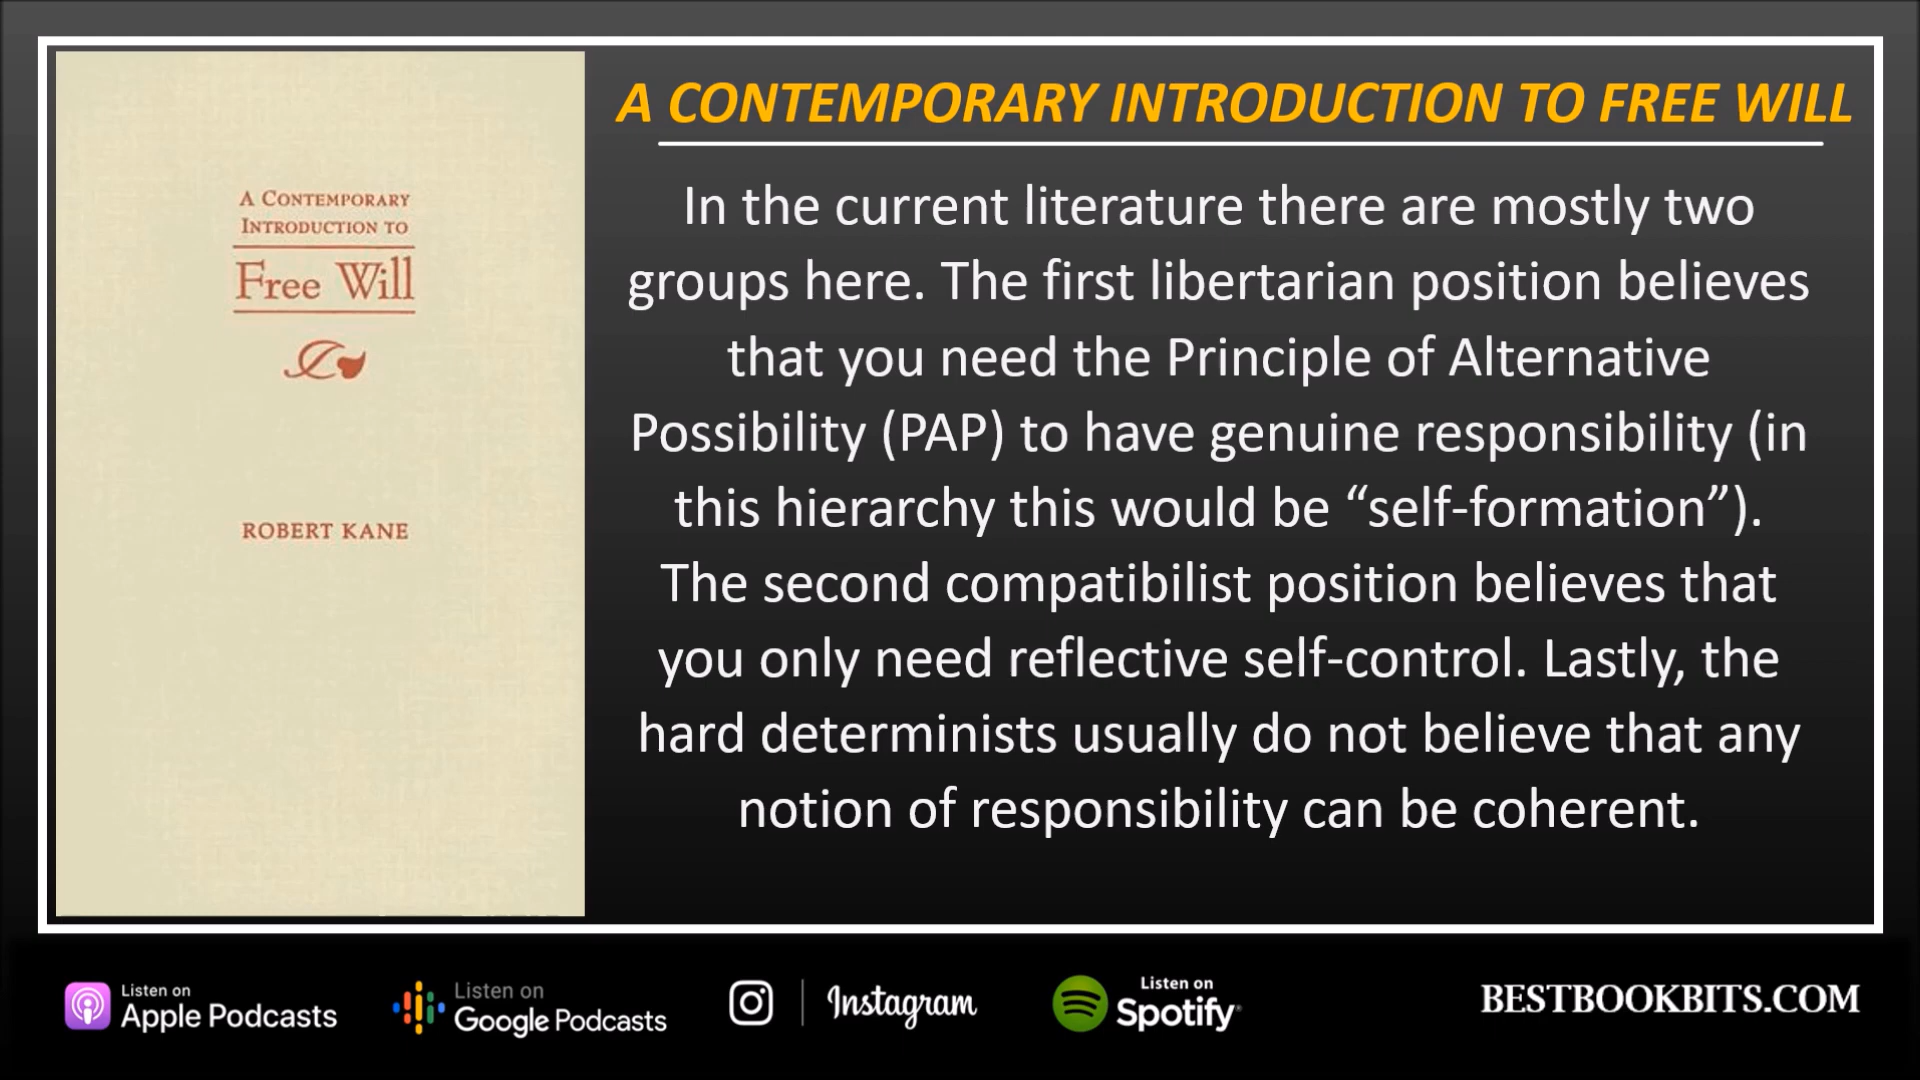 A CONTEMPORARY
INTRODUCTION TO
Free Will
ROBERT KANE
A CONTEMPORARY INTRODUCTION TO FREE WILL
In the current literature there are mostly two
groups here. The first libertarian position believes
that you need the Principle of Alternative
Possibility (PAP) to have genuine responsibility (in
this hierarchy this would be “self-formation”).
The second compatibilist position believes that
you only need reflective self-control. Lastly, the
hard determinists usually do not believe that any
notion of responsibility can be coherent.
Listen on
Apple Podcasts
Listen on
Google Podcasts
Instagram
Listen on
Spotify
BESTBOOKBITS.COM